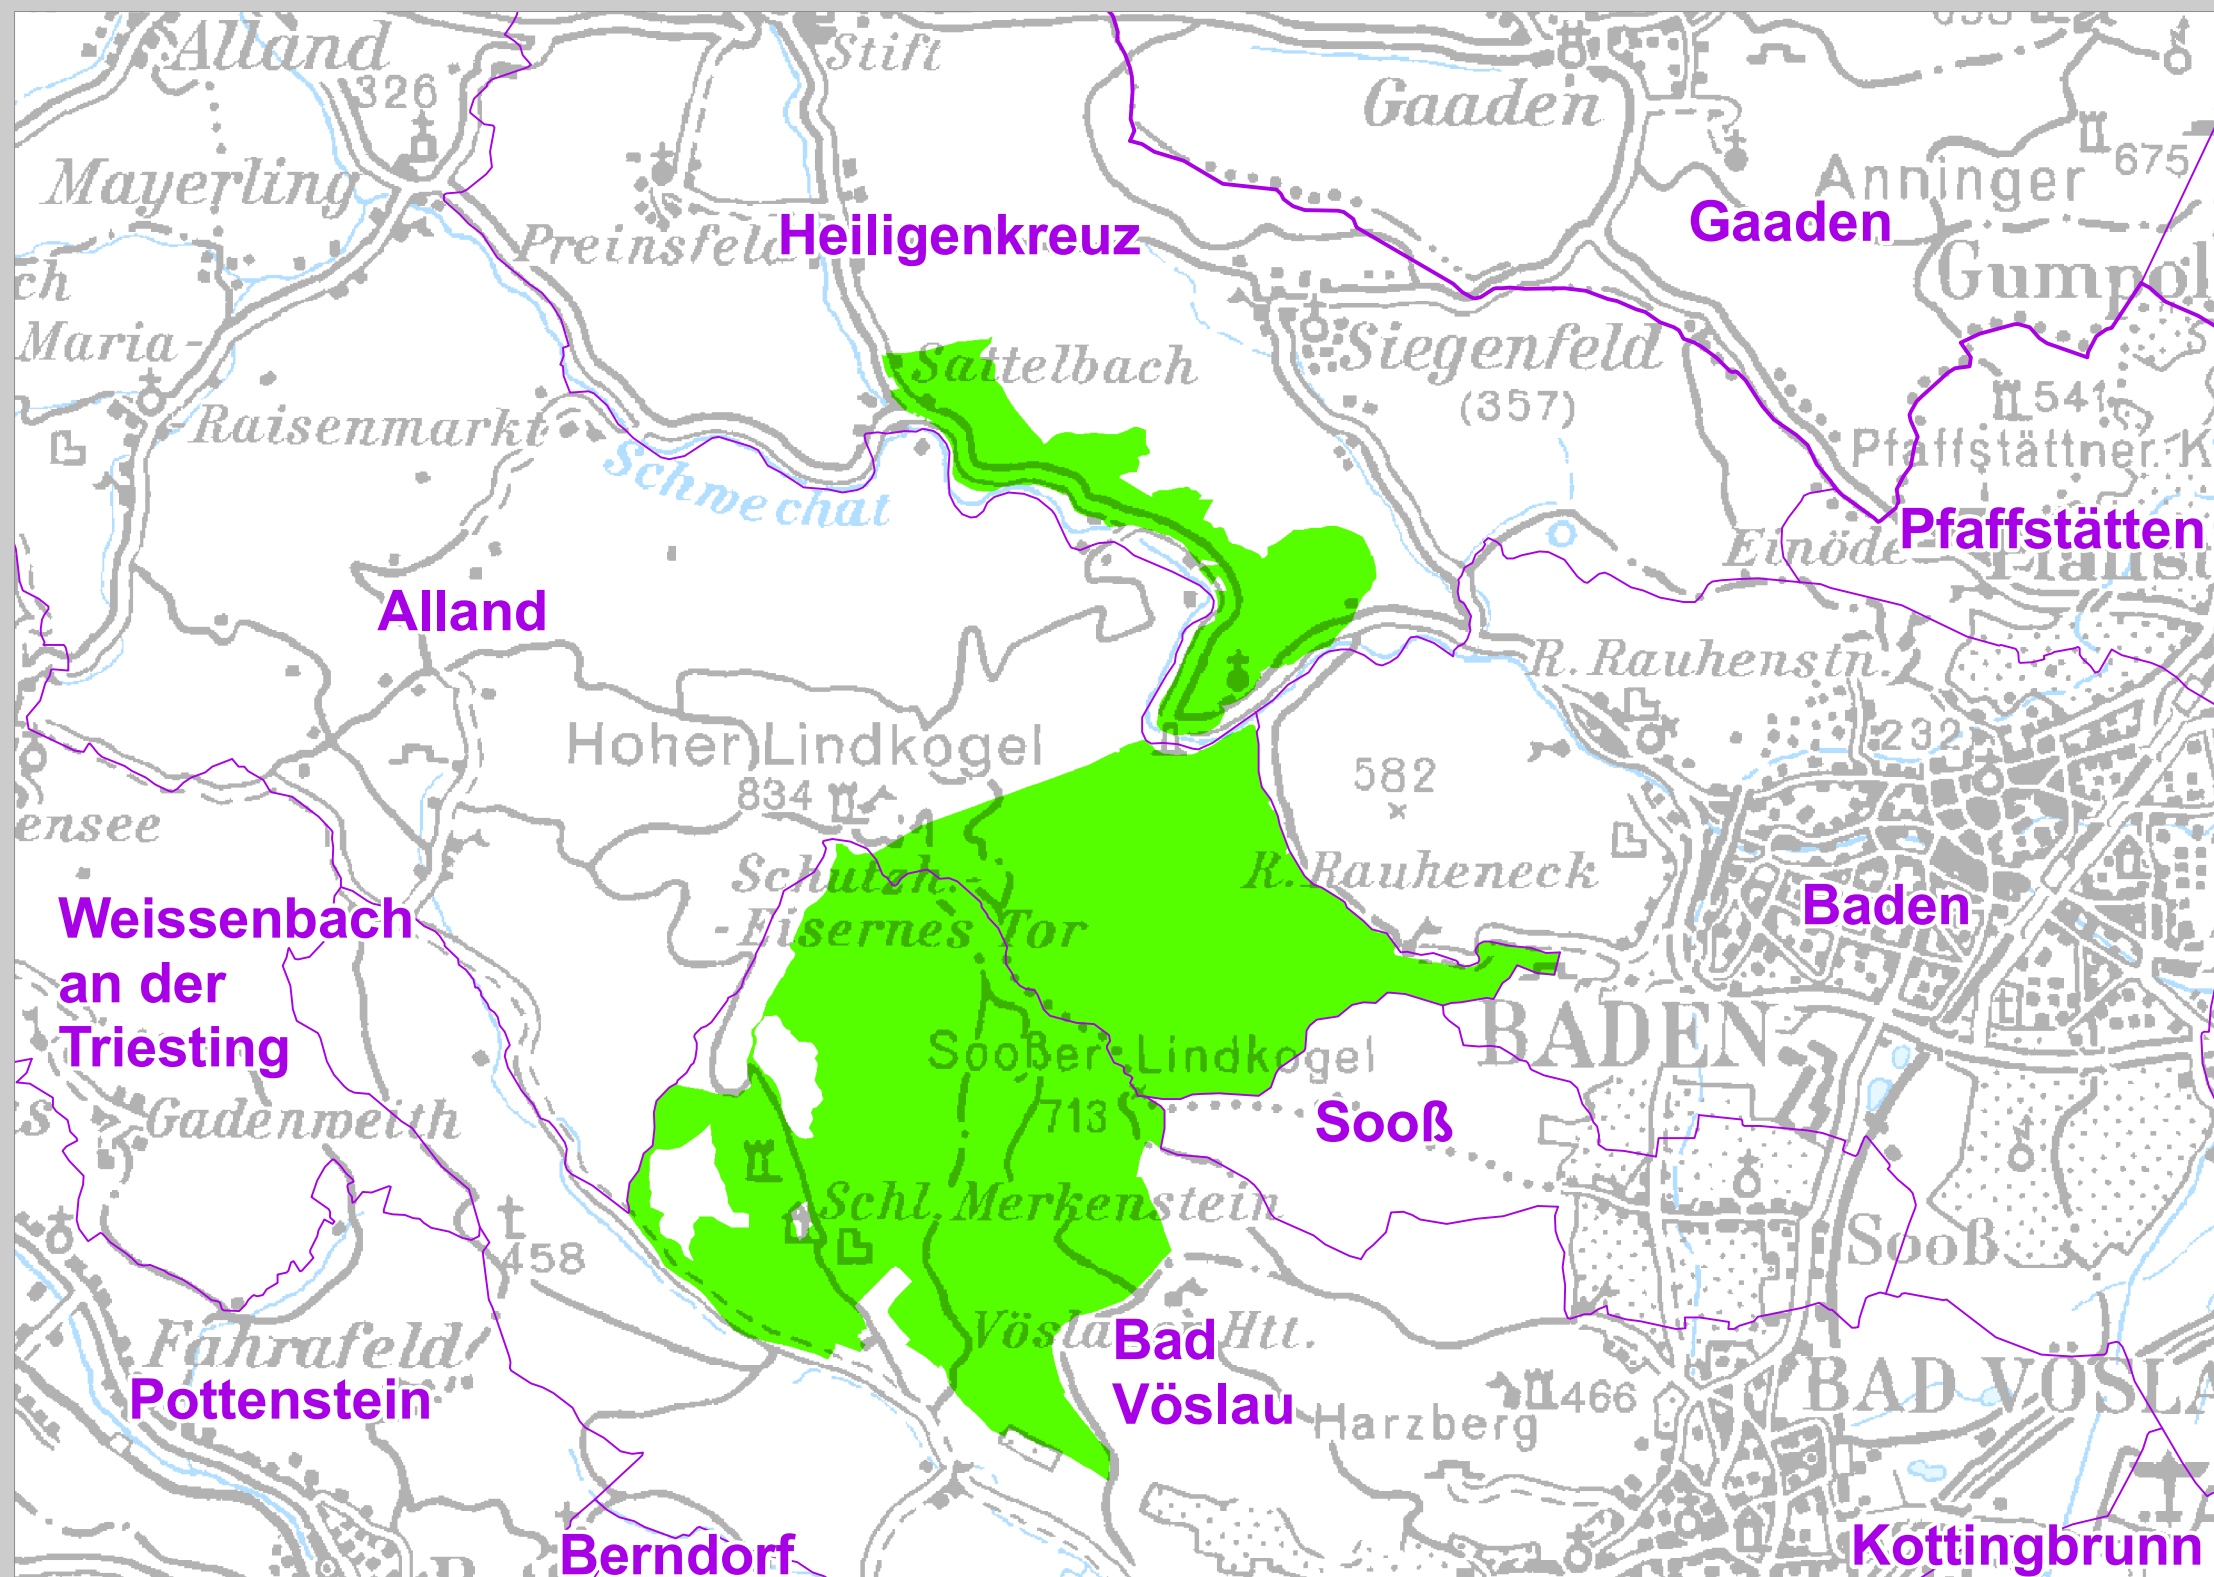 Alland
Stift
326
Gaaden
Mayerling
Anninger
675
Preinsfeld
Heiligenkreuz
Gaaden
ch
Gumpol
Maria-
Sattelbach
Siegenfeld
(357)
541
Raisenmarkt
Pfaffstättner
Schwechat
Einöde
Pfaffstätten
Alland
R. Rauhenstn.
Hoher Lindkogel
232
834
582
ensee
Schutzh.-
R. Rauheneck
Weissenbach
an der
Triesting
- Eisernes Tor
Baden
BADEN
Sooßer Lindkogel
713
Sooß
Gadenweith
Schl. Merkenstein
458
Sooß
Fahrafeld
Htt.
Bad
Vöslau
Pottenstein
466
BAD VÖSLA
Harzberg
Berndorf
Kottingbrunn